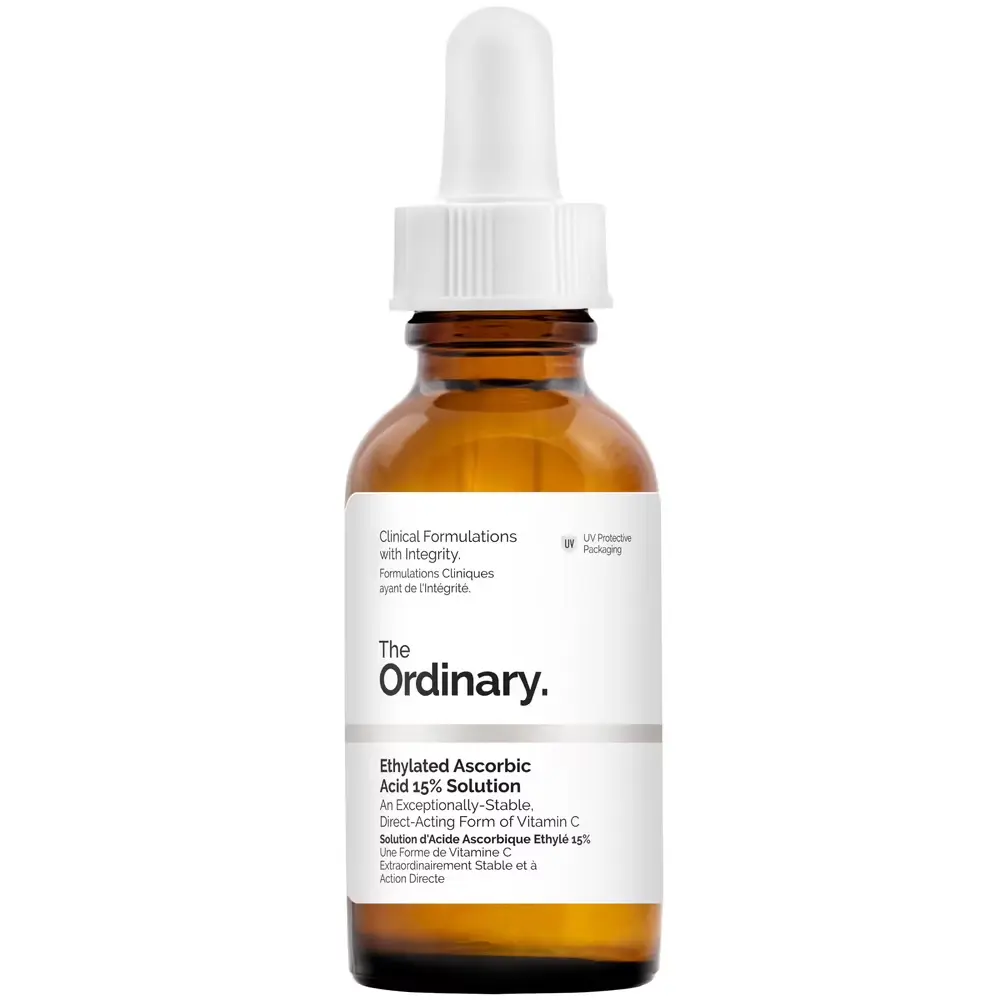 Clinical Formulations
with Integrity.
Formulations Cliniques
ayant de l'Intégrité.
UV
UV Protective
Packaging
The
Ordinary.
Ethylated Ascorbic
Acid 15% Solution
An Exceptionally-Stable,
Direct-Acting Form of Vitamin C
Solution d'Acide Ascorbique Ethylé 15%
Une Forme de Vitamine C
Extraordinairement Stable et à
Action Directe